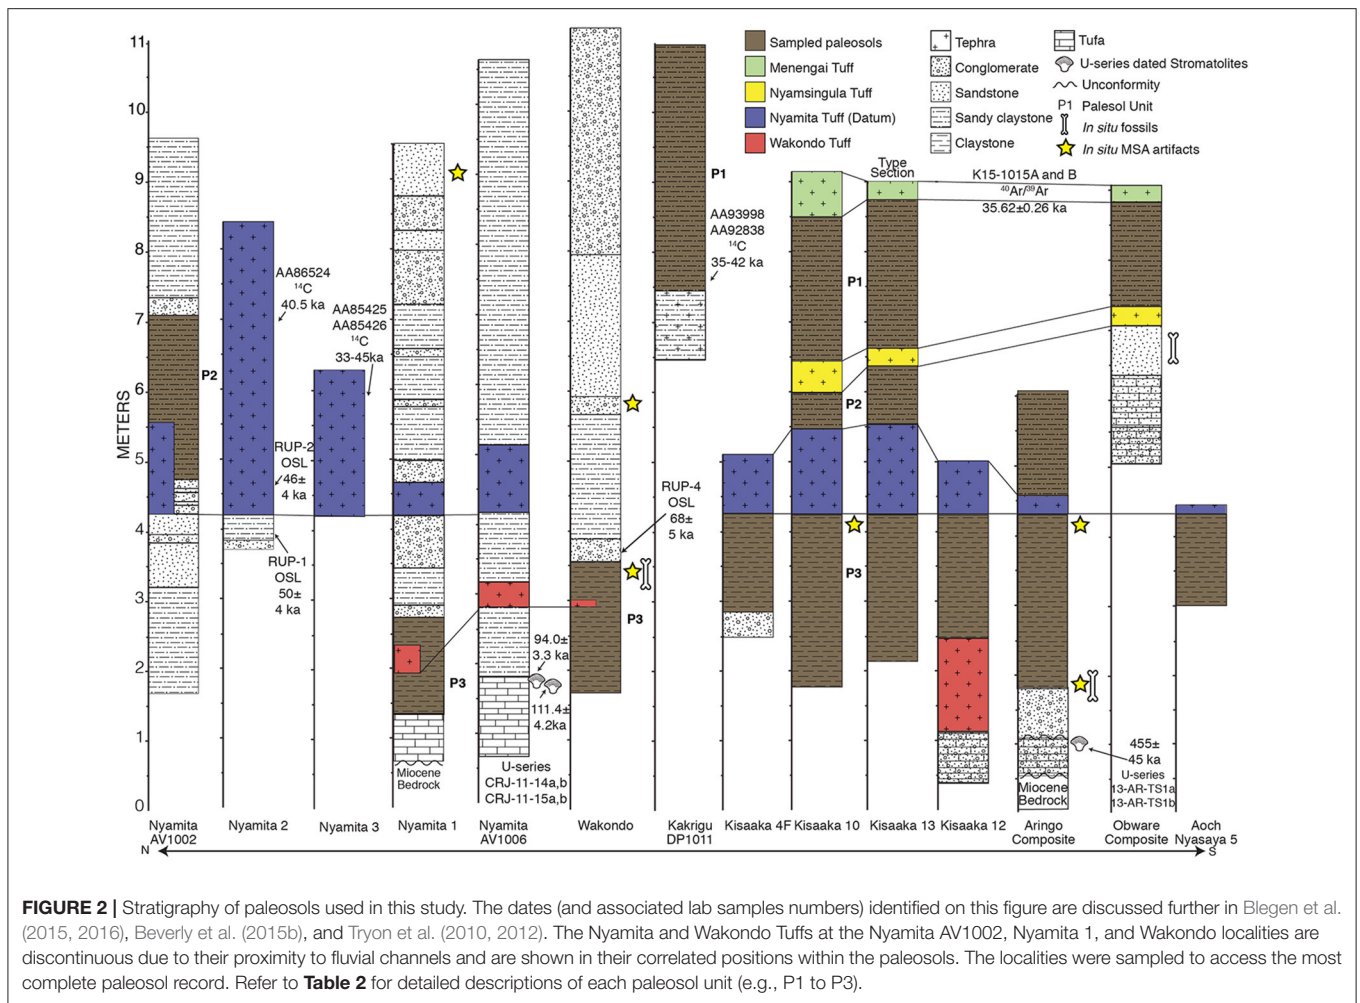 11
10
9
8
7
6
5
4
3
2
1
0
METERS
Sampled paleosols
Menengai Tuff
Nyamsingula Tuff
Nyamita Tuff (Datum)
Wakondo Tuff
Tephra
Conglomerate
Sandstone
Sandy claystone
Claystone
Tufa
U-series dated Stromatolites
Unconformity
P1 Palesol Unit
In situ fossils
In situ MSA artifacts
P2
AA86524
14C
40.5 ka
RUP-2
OSL
46±
4 ka
RUP-1
OSL
50±
4 ka
AA85425
AA85426
14C
33-45ka
P3
Miocene
Bedrock
94.0±
3.3 ka
111.4±
4.2ka
U-series
CRJ-11-14a,b
CRJ-11-15a,b
RUP-4
OSL
68±
5 ka
P3
P1
AA93998
AA92838
14C
35-42 ka
P1
P2
P3
Type
Section
K15-1015A and B
40Ar/39Ar
35.62±0.26 ka
Miocene
Bedrock
455±
45 ka
U-series
13-AR-TS1a
13-AR-TS1b
Nyamita
AV1002
Nyamita 2
Nyamita 3
Nyamita 1
Nyamita
AV1006
Wakondo
Kakrigu
DP1011
Kisaaka 4F
Kisaaka 10
Kisaaka 13
Kisaaka 12
Aringo
Composite
Obware
Composite
Aoch
Nyasaya 5
N
S
FIGURE 2 | Stratigraphy of paleosols used in this study. The dates (and associated lab samples numbers) identified on this figure are discussed further in Blegen et al.
(2015, 2016), Beverly et al. (2015b), and Tryon et al. (2010, 2012). The Nyamita and Wakondo Tuffs at the Nyamita AV1002, Nyamita 1, and Wakondo localities are
discontinuous due to their proximity to fluvial channels and are shown in their correlated positions within the paleosols. The localities were sampled to access the most
complete paleosol record. Refer to Table 2 for detailed descriptions of each paleosol unit (e.g., P1 to P3).